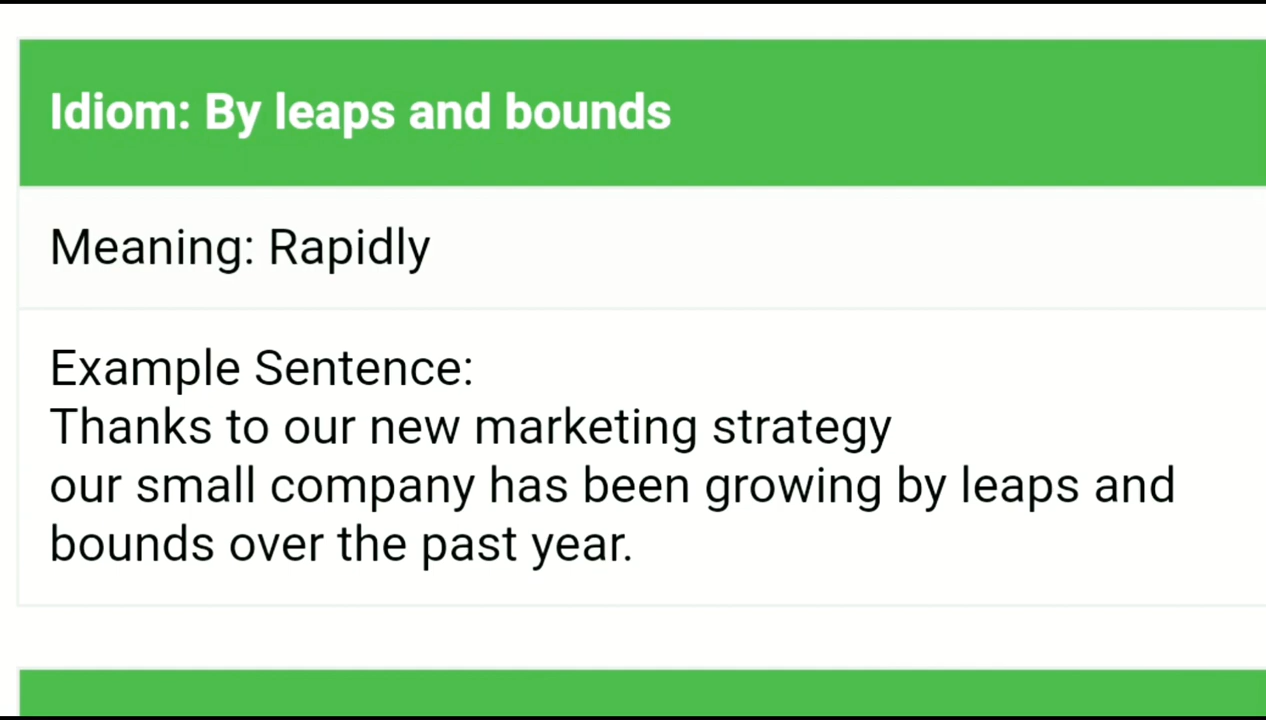 Idiom: By leaps and bounds
Meaning: Rapidly
Example Sentence:
Thanks to our new marketing strategy
our small company has been growing by leaps and
bounds over the past year.